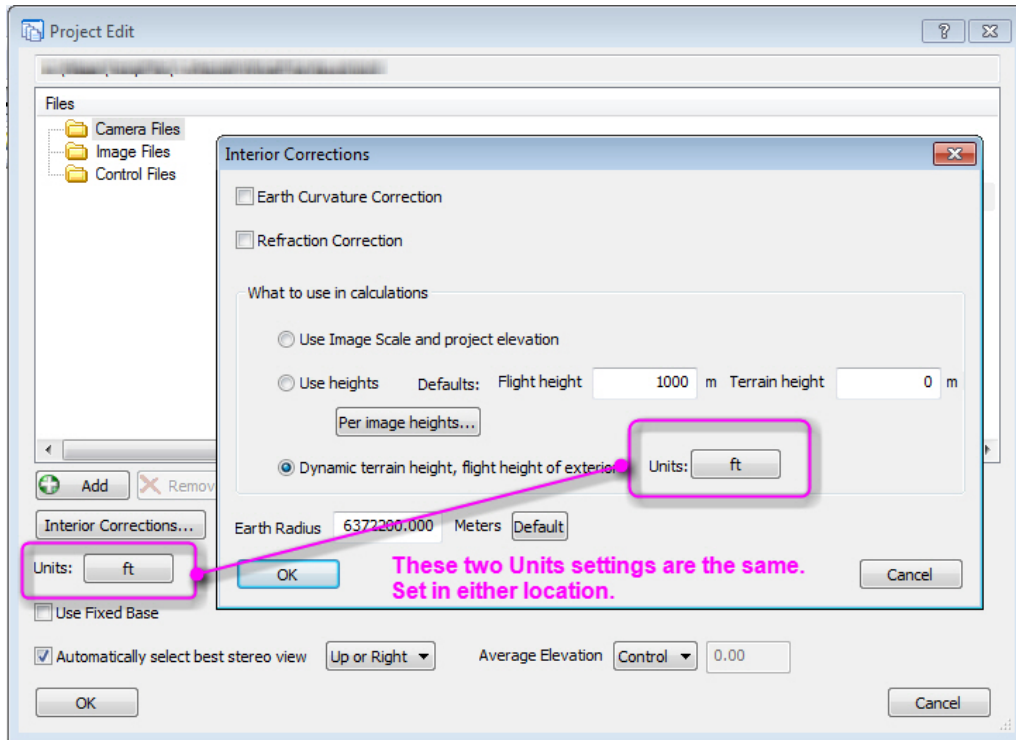 Project Edit
Files
Camera Files
Image Files
Control Files
Interior Corrections
Earth Curvature Correction
Refraction Correction
What to use in calculations
Use Image Scale and project elevation
Use heights Defaults: Flight height 1000 m Terrain height 0 m
Per image heights...
Dynamic terrain height, flight height of exterior Units: ft
Earth Radius 6372200.000 Meters Default
OK Cancel
These two Units settings are the same.
Set in either location.
Add Remov
Interior Corrections...
Units: ft
Use Fixed Base
Automatically select best stereo view Up or Right Average Elevation Control 0.00
OK Cancel